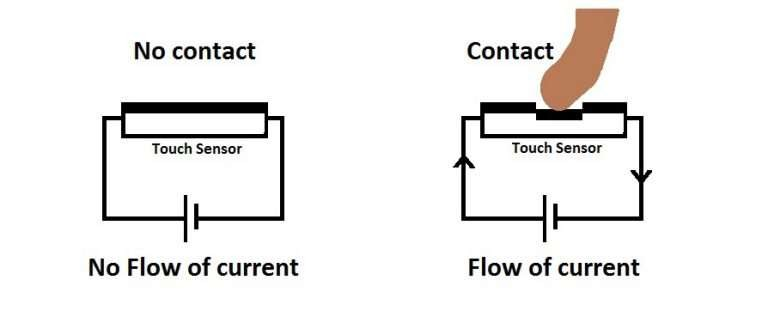 No contact
Contact
Touch Sensor
Touch Sensor
No Flow of current
Flow of current